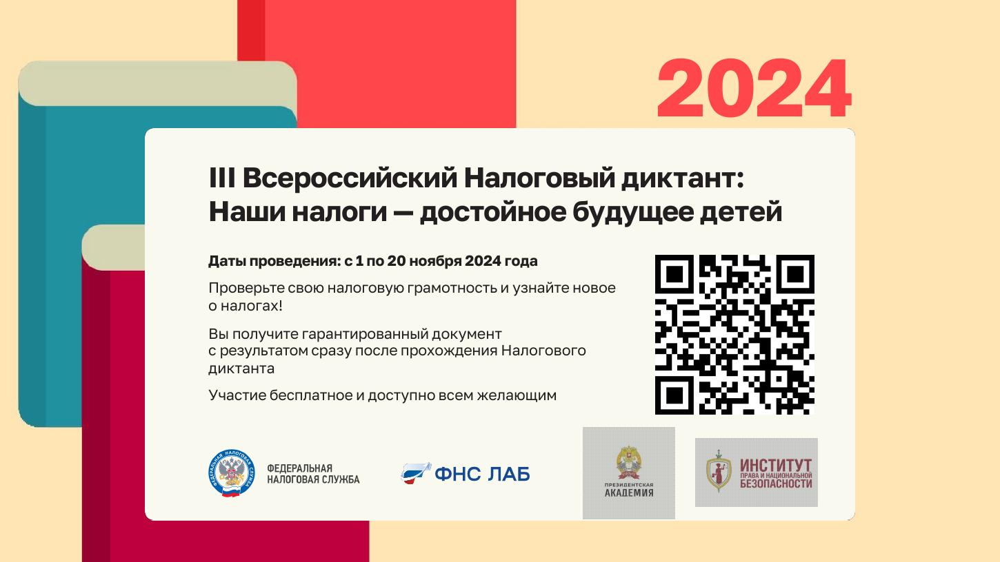 2024
III Всероссийский Налоговый диктант:
Наши налоги — достойное будущее детей
Даты проведения: с 1 по 20 ноября 2024 года
Проверьте свою налоговую грамотность и узнайте новое
о налогах!
Вы получите гарантированный документ
с результатом сразу после прохождения Налогового
диктанта
Участие бесплатное и доступно всем желающим
ФЕДЕРАЛЬНАЯ НАЛОГОВАЯ СЛУЖБА
ФЕДЕРАЛЬНАЯ
НАЛОГОВАЯ СЛУЖБА
ФНС ЛАБ
ПРЕЗИДЕНТСКАЯ
АКАДЕМИЯ
ИНСТИТУТ
ПРАВА И НАЦИОНАЛЬНОЙ
БЕЗОПАСНОСТИ